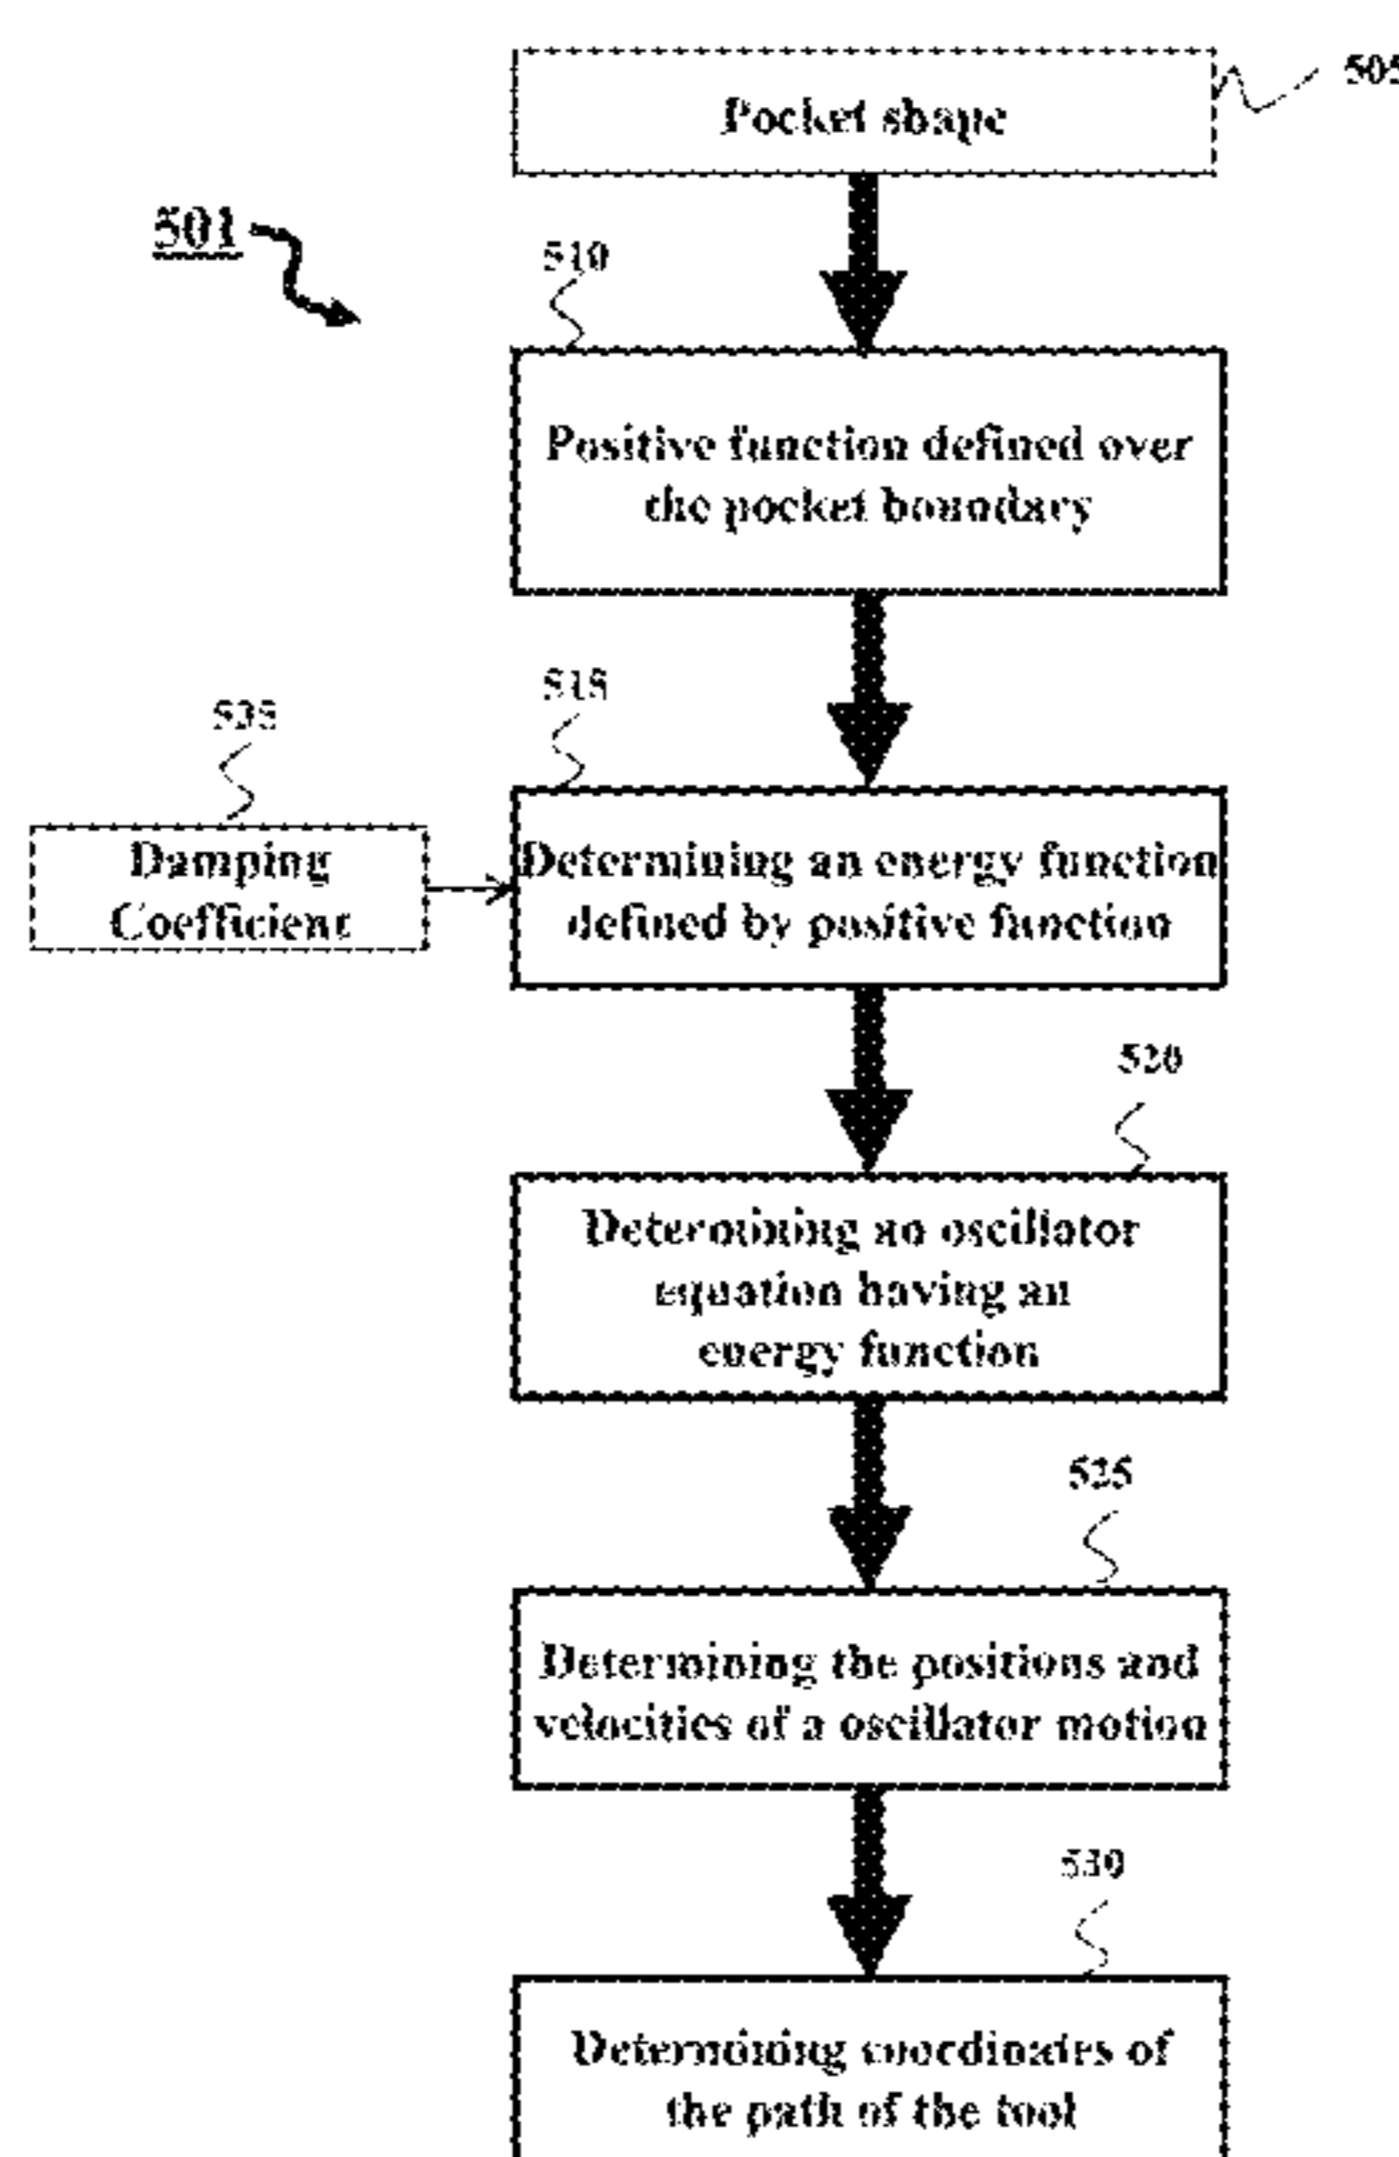 505
Pocket shape
501
510
Positive function defined over
the pocket boundary
515
535
Damping
Coefficient
Determining an energy function
defined by positive function
520
Determining an oscillator
equation having an
energy function
525
Determining the positions and
velocities of a oscillator motion
530
Determining coordinates of
the path of the tool